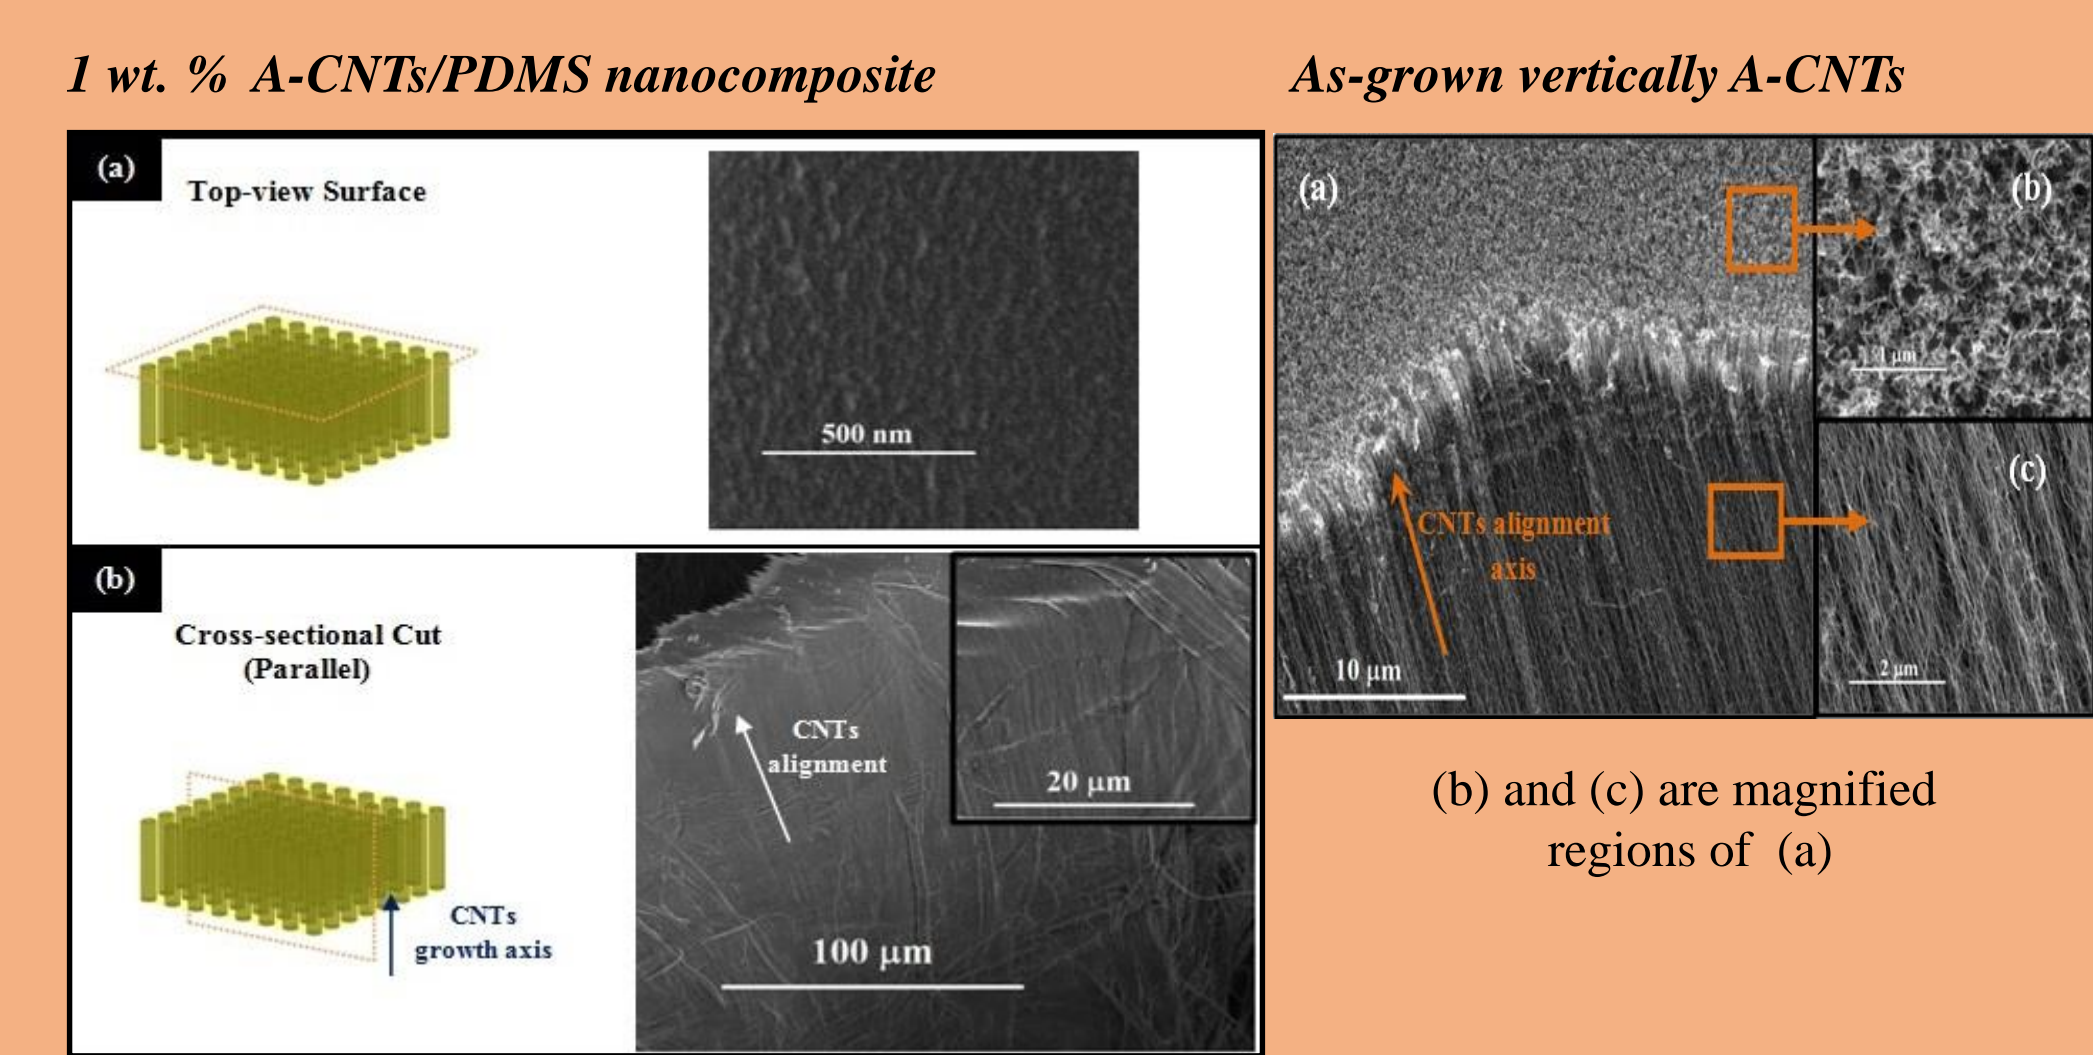 1 wt. % A-CNTs/PDMS nanocomposite
As-grown vertically A-CNTs
(a)
Top-view Surface
500 nm
(b)
Cross-sectional Cut
(Parallel)
CNTs
growth axis
CNTs
alignment
20 μm
100 μm
(a)
CNTs alignment
axis
10 μm
(b)
1 μm
(c)
2 μm
(b) and (c) are magnified
regions of (a)